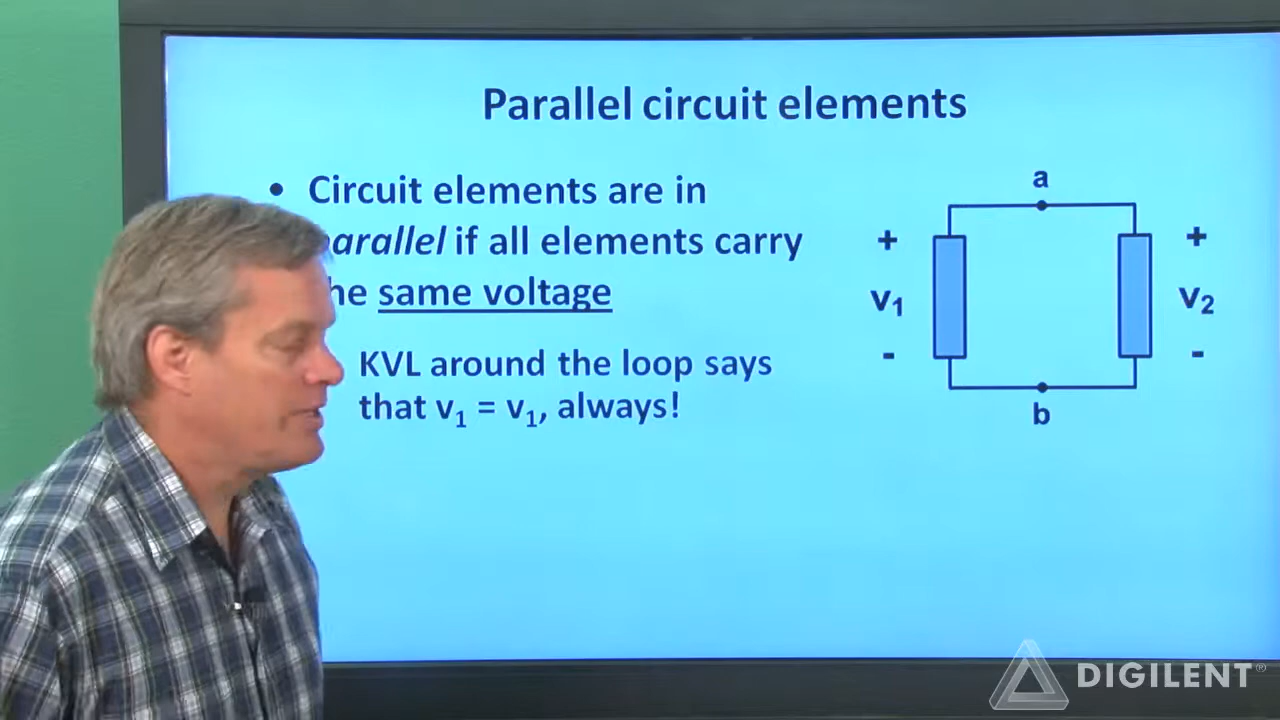 Parallel circuit elements
• Circuit elements are in
arallel if all elements carry
he same voltage
KVL around the loop says
that v₁ = v₁, always!
a
+ +
v₁ v₂
- -
b
DIGILENT®